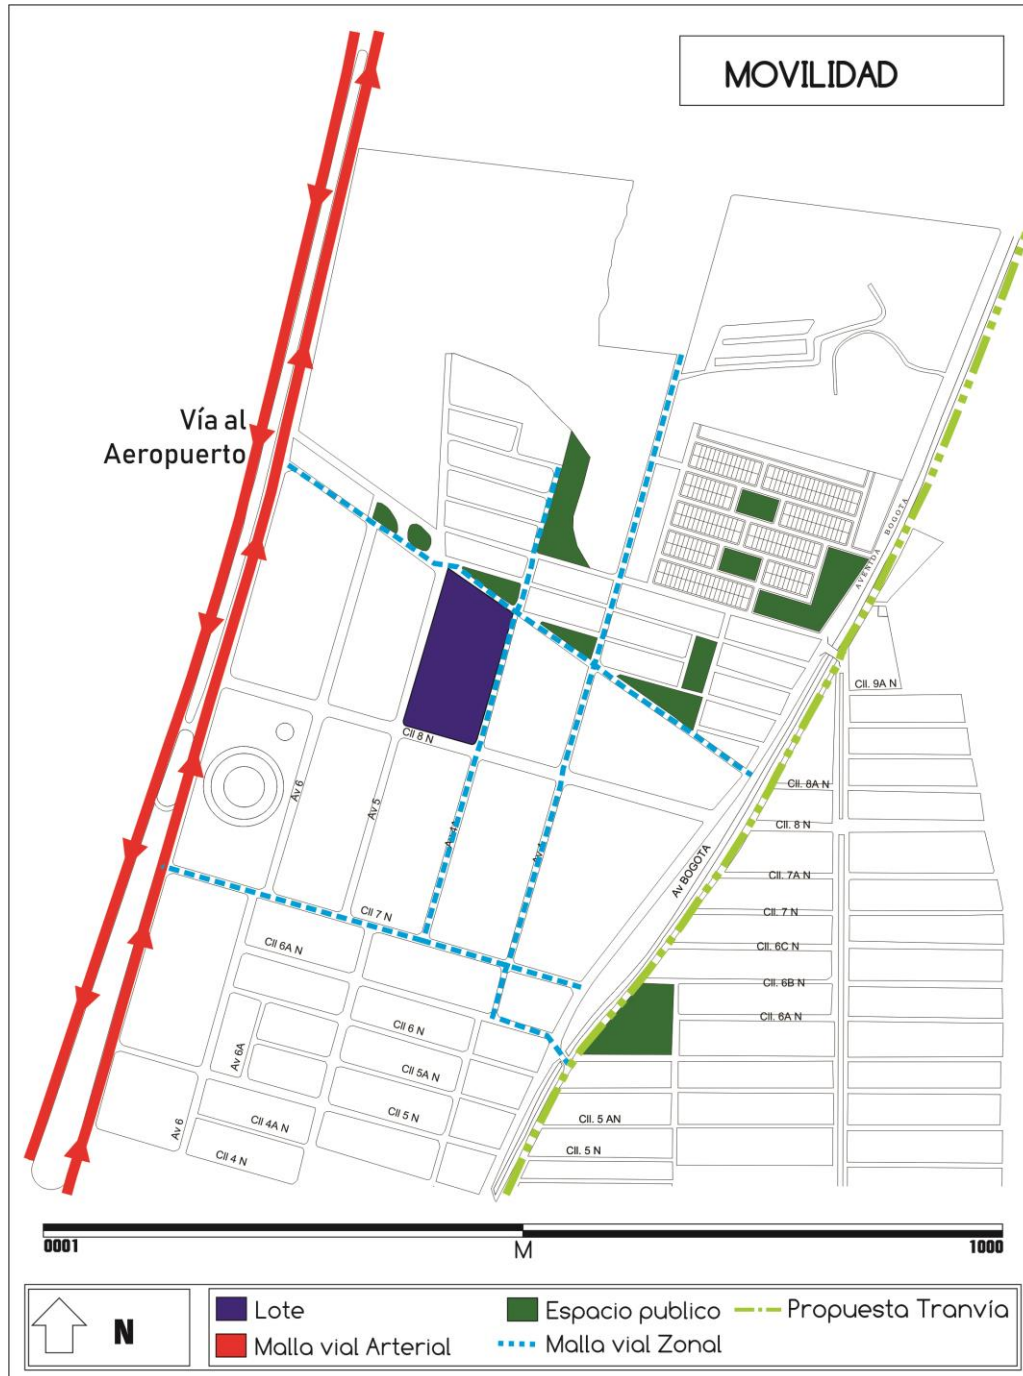 MOVILIDAD
Vía al
Aeropuerto
AVENIDA BOGOTA
Cll. 9A N
Cll 8 N
Cll. 8A N
Av 6
Av 5
Cll. 8 N
Av 4A
Av BOGOTA
Cll. 7A N
Cll 7 N
Cll. 7 N
Cll 6A N
Cll. 6C N
Cll. 6B N
Cll 6 N
Cll. 6A N
Av 6A
Cll 5A N
Cll 5 N
Cll. 5 AN
Cll 4A N
Av 6
Cll. 5 N
Cll 4 N
0001
M
1000
N
Lote
Espacio publico
Propuesta Tranvía
Malla vial Arterial
Malla vial Zonal